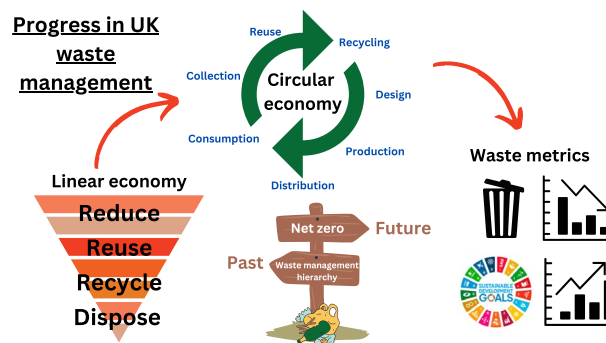 Progress in UK
waste
management
Reuse
Recycling
Collection
Circular
economy
Design
Consumption
Production
Distribution
Linear economy
Reduce
Reuse
Recycle
Dispose
Net zero
Future
Past
Waste management
hierarchy
Waste metrics
SUSTAINABLE
DEVELOPMENT
GOALS